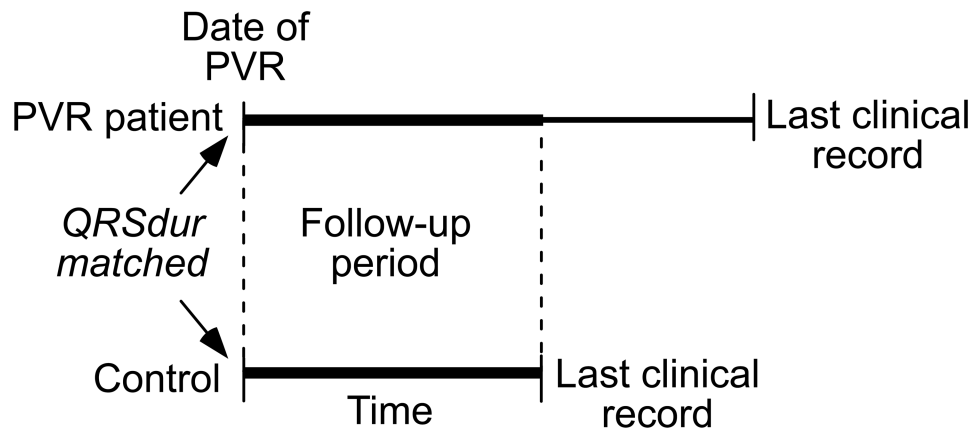 Date of
PVR
PVR patient
Last clinical
record
QRSdur
matched
Follow-up
period
Control
Last clinical
record
Time